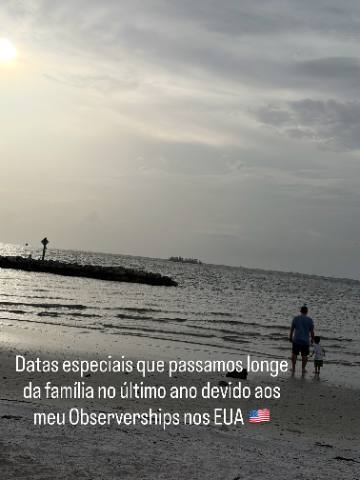 Datas especiais que passamos longe
da família no último ano devido aos
meu Observerships nos EUA 🇺🇸